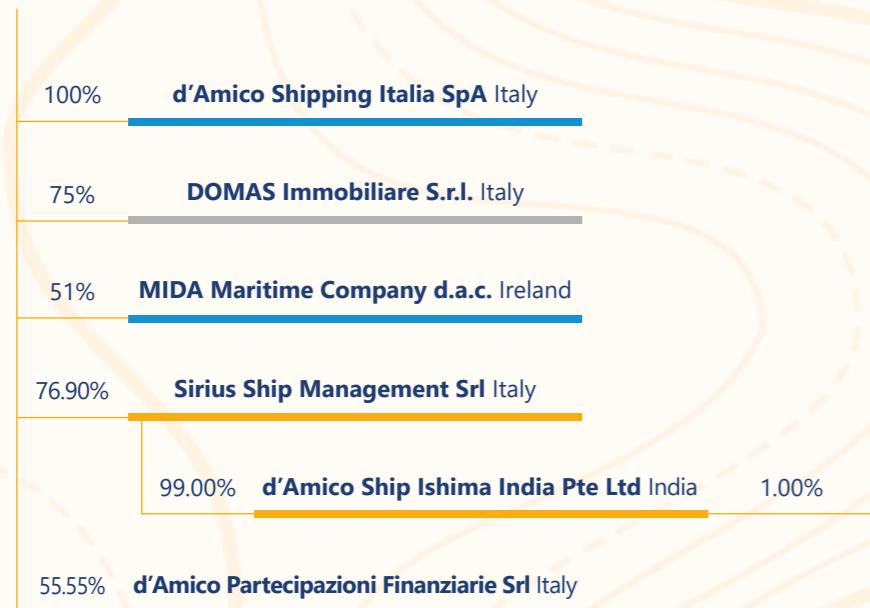 100% d’Amico Shipping Italia SpA Italy
75% DOMAS Immobiliare S.r.l. Italy
51% MIDA Maritime Company d.a.c. Ireland
76.90% Sirius Ship Management Srl Italy
99.00% d’Amico Ship Ishima India Pte Ltd India 1.00%
55.55% d’Amico Partecipazioni Finanziarie Srl Italy